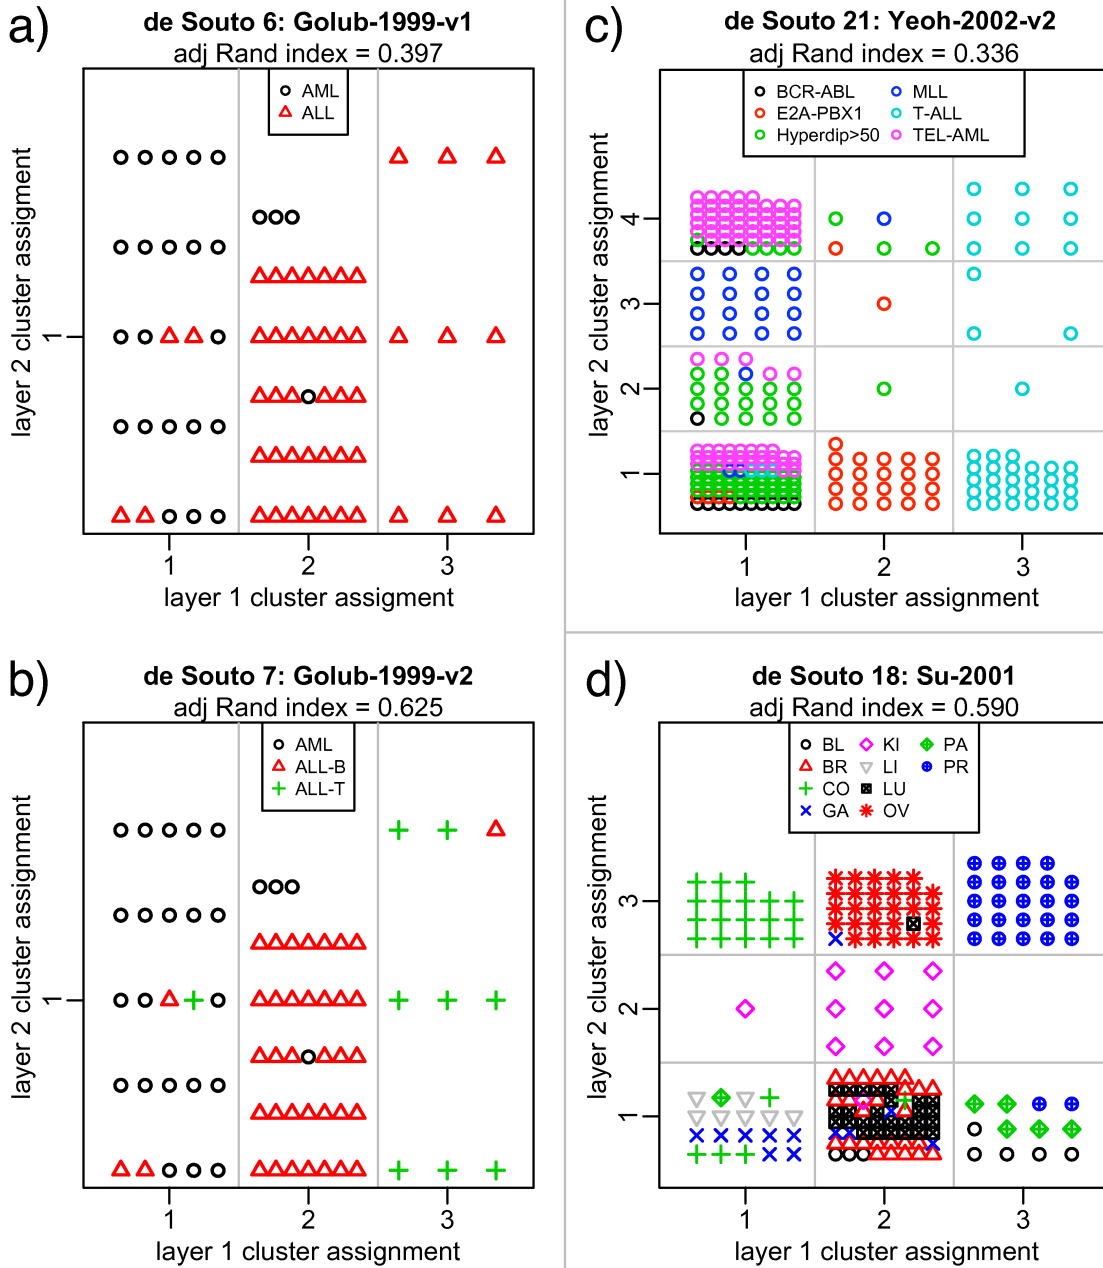 a)
de Souto 6: Golub-1999-v1
adj Rand index = 0.397
AML
ALL
layer 2 cluster assigment
1
1 2 3
layer 1 cluster assigment
b)
de Souto 7: Golub-1999-v2
adj Rand index = 0.625
AML
ALL-B
ALL-T
layer 2 cluster assignment
1
1 2 3
layer 1 cluster assignment
c)
de Souto 21: Yeoh-2002-v2
adj Rand index = 0.336
BCR-ABL MLL
E2A-PBX1 T-ALL
Hyperdip>50 TEL-AML
layer 2 cluster assignment
4
3
2
1
1 2 3
layer 1 cluster assignment
d)
de Souto 18: Su-2001
adj Rand index = 0.590
BL KI PA
BR LI PR
CO LU
GA OV
layer 2 cluster assignment
3
2
1
1 2 3
layer 1 cluster assignment